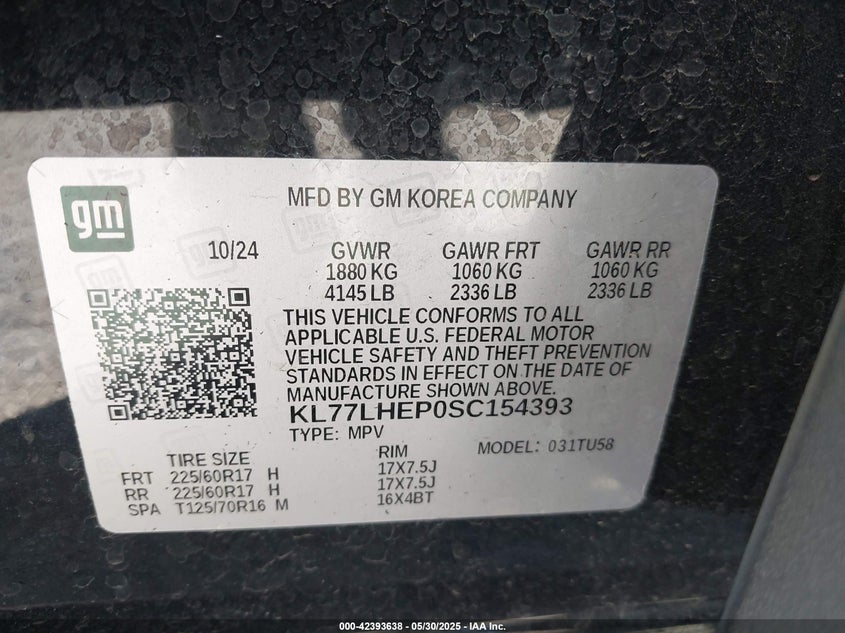 gm
MFD BY GM KOREA COMPANY
10/24 GVWR GAWR FRT GAWR RR
1880 KG 1060 KG 1060 KG
4145 LB 2336 LB 2336 LB
THIS VEHICLE CONFORMS TO ALL
APPLICABLE U.S. FEDERAL MOTOR
VEHICLE SAFETY AND THEFT PREVENTION
STANDARDS IN EFFECT ON THE DATE OF
MANUFACTURE SHOWN ABOVE.
KL77LHEP0SC154393
TYPE: MPV MODEL: 031TU58
TIRE SIZE RIM
FRT 225/60R17 H 17X7.5J
RR 225/60R17 H 17X7.5J
SPA T125/70R16 M 16X4BT
000-42393638 - 05/30/2025 - IAA Inc.